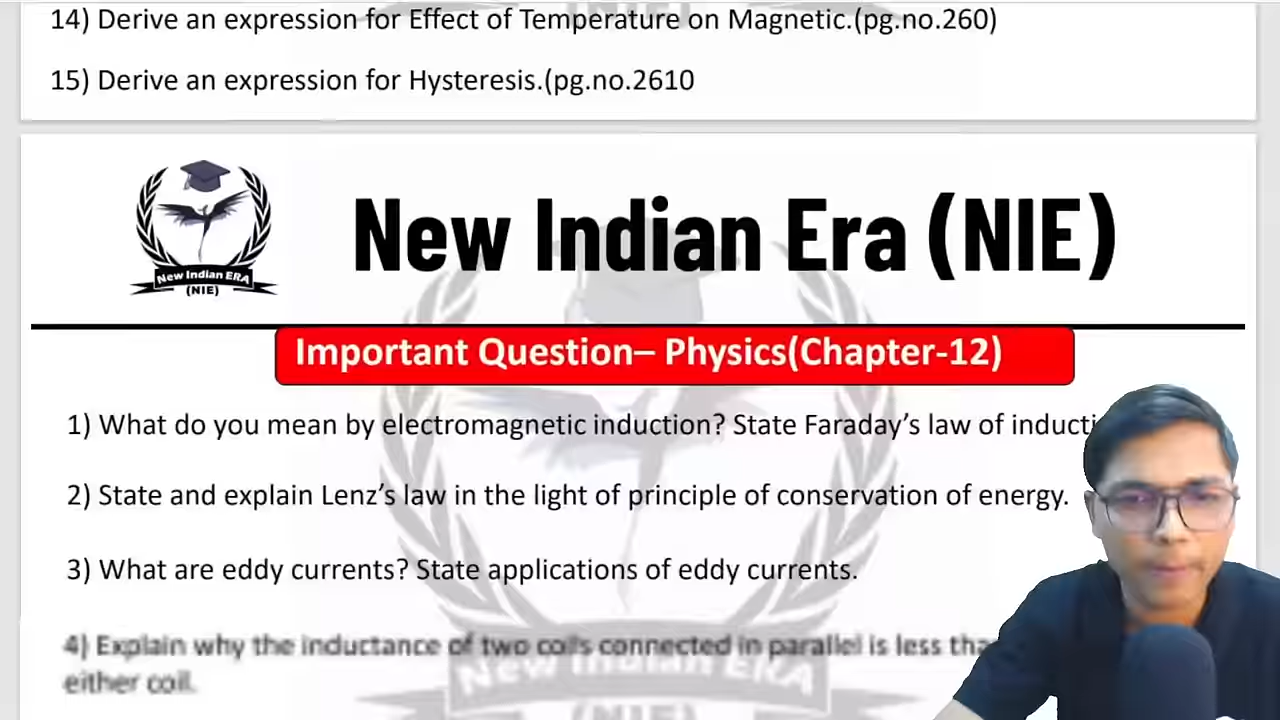 14) Derive an expression for Effect of Temperature on Magnetic.(pg.no.260)
15) Derive an expression for Hysteresis.(pg.no.2610
New Indian ERA
(NIE)
New Indian Era (NIE)
Important Question– Physics(Chapter-12)
1) What do you mean by electromagnetic induction? State Faraday’s law of
2) State and explain Lenz’s law in the light of principle of conservation of energy.
3) What are eddy currents? State applications of eddy currents.
4) Explain why the inductance of two coils connected in parallel is less
either coil.
New Indian ERA
(NIE)